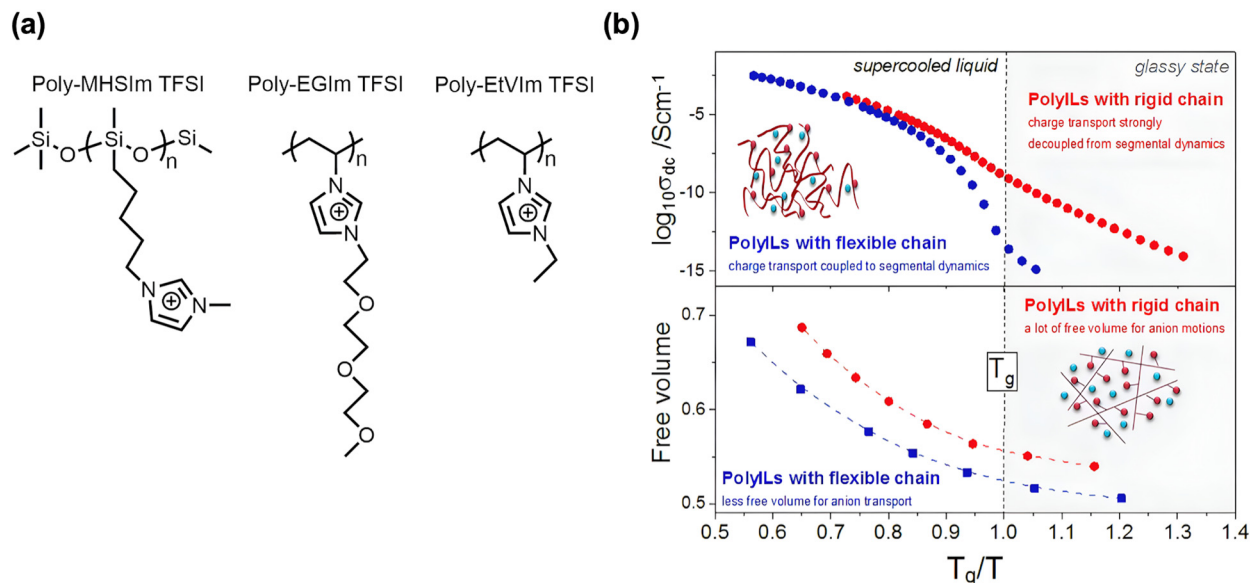 (a)
Poly-MHSIm TFSI
Poly-EGIm TFSI
Poly-EtVIm TFSI
Si
O
Si
O
n
Si
N
N
+
n
N
+
N
O
O
O
n
N
+
N
(b)
log₁₀σdc /Scm⁻¹
-5
-10
-15
supercooled liquid
glassy state
PolyILs with rigid chain
charge transport strongly
decoupled from segmental dynamics
PolyILs with flexible chain
charge transport coupled to segmental dynamics
Free volume
0.7
0.6
0.5
PolyILs with rigid chain
a lot of free volume for anion motions
Tg
PolyILs with flexible chain
less free volume for anion transport
0.5 0.6 0.7 0.8 0.9 1.0 1.1 1.2 1.3 1.4
Tg/T